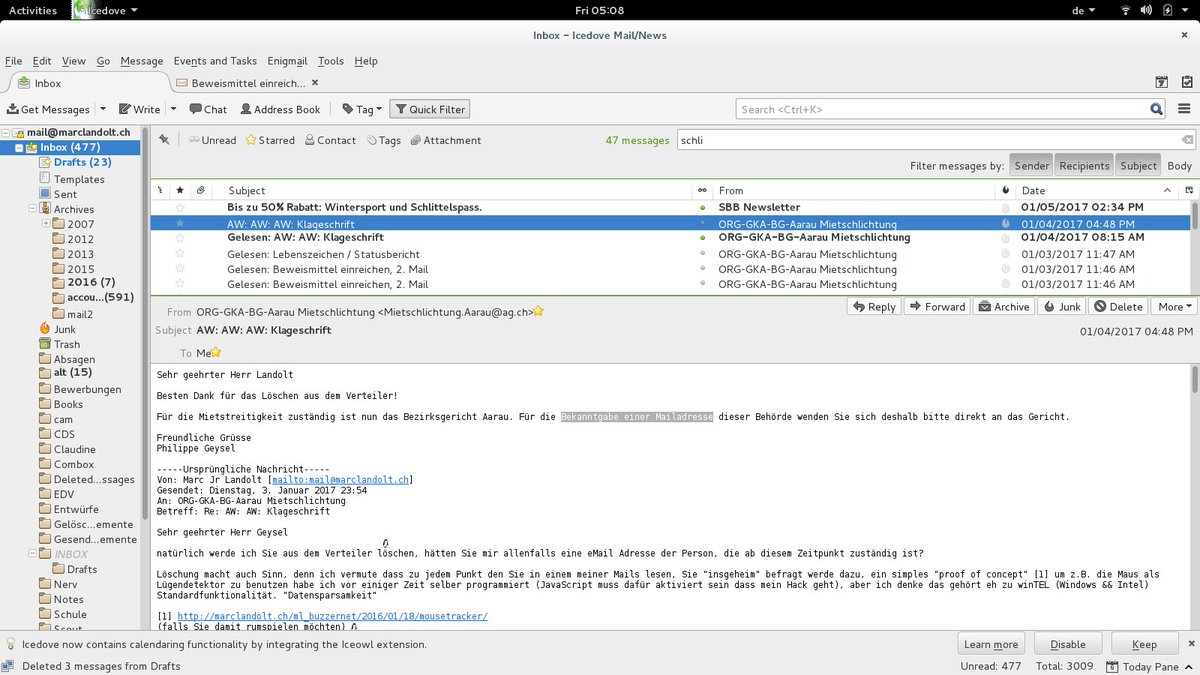 Activities Icedove Fri 05:08 de
Inbox – Icedove Mail/News
File Edit View Go Message Events and Tasks Enigmail Tools Help
Inbox Beweismittel einreich...
Get Messages Write Chat Address Book Tag Quick Filter Search <Ctrl+K>
mail@marclandolt.ch
Inbox (477)
Drafts (23)
Templates
Sent
Archives
2007
2012
2013
2015
2016 (7)
accou...(591)
mail2
Junk
Trash
Absagen
alt (15)
Bewerbungen
Books
cam
CDS
Claudine
Combox
Deleted...ssages
EDV
Entwürfe
Gelösc...emente
Gesend...emente
INBOX
Drafts
Nerv
Notes
Schule
Scout
Unread Starred Contact Tags Attachment 47 messages schli
Filter messages by: Sender Recipients Subject Body
Subject From Date
Bis zu 50% Rabatt: Wintersport und Schlittelspass. SBB Newsletter 01/05/2017 02:34 PM
AW: AW: AW: Klageschrift ORG-GKA-BG-Aarau Mietschlichtung 01/04/2017 04:48 PM
Gelesen: AW: AW: Klageschrift ORG-GKA-BG-Aarau Mietschlichtung 01/04/2017 08:15 AM
Gelesen: Lebenszeichen / Statusbericht ORG-GKA-BG-Aarau Mietschlichtung 01/03/2017 11:47 AM
Gelesen: Beweismittel einreichen, 2. Mail ORG-GKA-BG-Aarau Mietschlichtung 01/03/2017 11:46 AM
Gelesen: Beweismittel einreichen, 2. Mail ORG-GKA-BG-Aarau Mietschlichtung 01/03/2017 11:46 AM
From ORG-GKA-BG-Aarau Mietschlichtung <Mietschlichtung.Aarau@ag.ch> Reply Forward Archive Junk Delete More
Subject AW: AW: AW: Klageschrift 01/04/2017 04:48 PM
To Me
Sehr geehrter Herr Landolt
Besten Dank für das Löschen aus dem Verteiler!
Für die Mietstreitigkeit zuständig ist nun das Bezirksgericht Aarau. Für die Bekanntgabe einer Mailadresse dieser Behörde wenden Sie sich deshalb bitte direkt an das Gericht.
Freundliche Grüsse
Philippe Geysel
-----Ursprüngliche Nachricht-----
Von: Marc Jr Landolt [mailto:mail@marclandolt.ch]
Gesendet: Dienstag, 3. Januar 2017 23:54
An: ORG-GKA-BG-Aarau Mietschlichtung
Betreff: Re: AW: AW: Klageschrift
Sehr geehrter Herr Geysel
natürlich werde ich Sie aus dem Verteiler löschen, hätten Sie mir allenfalls eine eMail Adresse der Person, die ab diesem Zeitpunkt zuständig ist?
Löschung macht auch Sinn, denn ich vermute dass zu jedem Punkt den Sie in einem meiner Mails lesen, Sie "insgeheim" befragt werde dazu, ein simples "proof of concept" [1] um z.B. die Maus als
Lügendetektor zu benutzen habe ich vor einiger Zeit selber programmiert (JavaScript muss dafür aktiviert sein dass mein Hack geht), aber ich denke das gehört eh zu winTEL (Windows && Intel)
Standardfunktionalität. "Datensparsamkeit"
[1] http://marclandolt.ch/ml_buzzernet/2016/01/18/mousetracker/
(falls Sie damit rumspielen möchten)
Icedove now contains calendaring functionality by integrating the Iceowl extension. Learn more Disable Keep
Deleted 3 messages from Drafts Unread: 477 Total: 3009 Today Pane